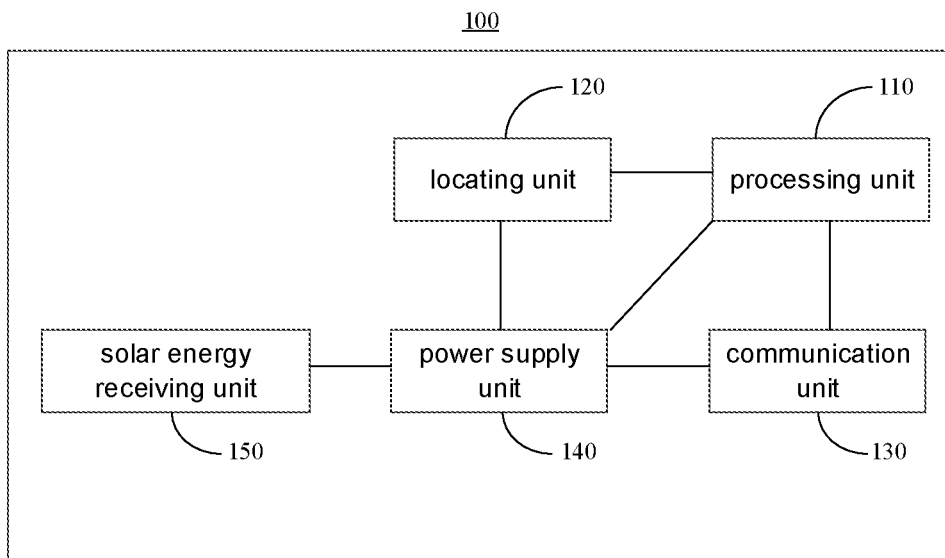 100
120
110
locating unit
processing unit
solar energy
receiving unit
power supply
unit
communication
unit
150
140
130